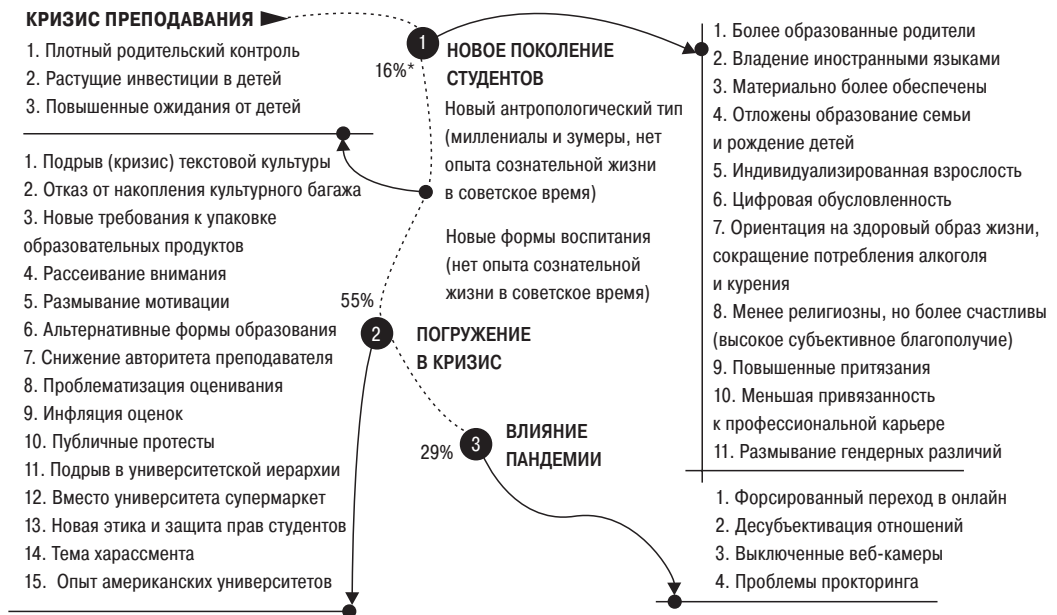 КРИЗИС ПРЕПОДАВАНИЯ
1. Плотный родительский контроль
2. Растущие инвестиции в детей
3. Повышенные ожидания от детей
1
16%*
НОВОЕ ПОКОЛЕНИЕ
СТУДЕНТОВ
Новый антропологический тип
(миллениалы и зумеры, нет
опыта сознательной жизни
в советское время)
Новые формы воспитания
(нет опыта сознательной
жизни в советское время)
1. Более образованные родители
2. Владение иностранными языками
3. Материально более обеспечены
4. Отложены образование семьи
и рождение детей
5. Индивидуализированная взрослость
6. Цифровая обусловленность
7. Ориентация на здоровый образ жизни,
сокращение потребления алкоголя
и курения
8. Менее религиозны, но более счастливы
(высокое субъективное благополучие)
9. Повышенные притязания
10. Меньшая привязанность
к профессиональной карьере
11. Размывание гендерных различий
1. Подрыв (кризис) текстовой культуры
2. Отказ от накопления культурного багажа
3. Новые требования к упаковке
образовательных продуктов
4. Рассеивание внимания
5. Размывание мотивации
6. Альтернативные формы образования
7. Снижение авторитета преподавателя
8. Проблематизация оценивания
9. Инфляция оценок
10. Публичные протесты
11. Подрыв в университетской иерархии
12. Вместо университета супермаркет
13. Новая этика и защита прав студентов
14. Тема харассмента
15. Опыт американских университетов
55%
2
ПОГРУЖЕНИЕ
В КРИЗИС
29%
3
ВЛИЯНИЕ
ПАНДЕМИИ
1. Форсированный переход в онлайн
2. Десубъективация отношений
3. Выключенные веб-камеры
4. Проблемы прокторинга